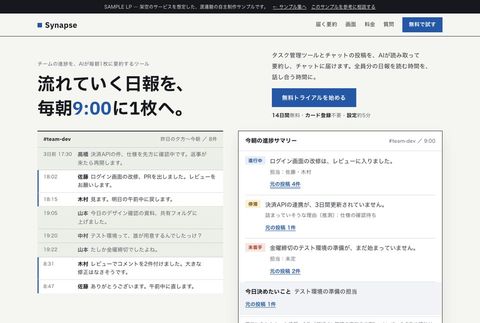 SAMPLE LP — 架空のサービスを想定した、渡邉個の自主制作サンプルです。 ← サンプル集へ このサンプルを参考に相談する
Synapse
届く要約 画面 料金 質問 無料で試す
チームの進捗を、AIが毎朝1枚に要約するツール
流れていく日報を、
毎朝9:00に1枚へ。
タスク管理ツールとチャットの投稿を、AIが読み取って
要約し、チャットに届けます。全員分の日報を読む時間を、
話し合う時間に。
無料トライアルを始める
14日間無料・カード登録不要・設定約5分
#team-dev 昨日の夕方〜今朝 / 8件
3日前 17:30 高橋 決済APIの件、仕様を先方に確認中です。返事が
来たら再開します。
18:02 佐藤 ログイン画面の改修、PRを出しました。レビューを
お願いします。
18:15 木村 見ます。明日の午前中に戻します。
19:05 山本 今日のデザイン確認の資料、共有フォルダに
上げました。
19:20 中村 テスト環境って、誰が用意するんでしたっけ？
19:22 山本 たしか金曜締切でしたよね。
8:31 木村 レビューでコメントを2件付けました。大きな
修正はなさそうです。
8:47 佐藤 ありがとうございます。午前中に直します。
今朝の進捗サマリー #team-dev / 9:00
進行中 ログイン画面の改修は、レビューに入りました。
担当：佐藤・木村
元の投稿 4件
停滞 決済APIの連携が、3日間更新されていません。
詰まっていそうな理由（推測）：仕様の確認待ち
元の投稿 1件
未着手 金曜締切のテスト環境の準備が、まだ始まっていません。
担当：未定
元の投稿 2件
今日決めたいこと テスト環境の準備の担当
元の投稿 1件